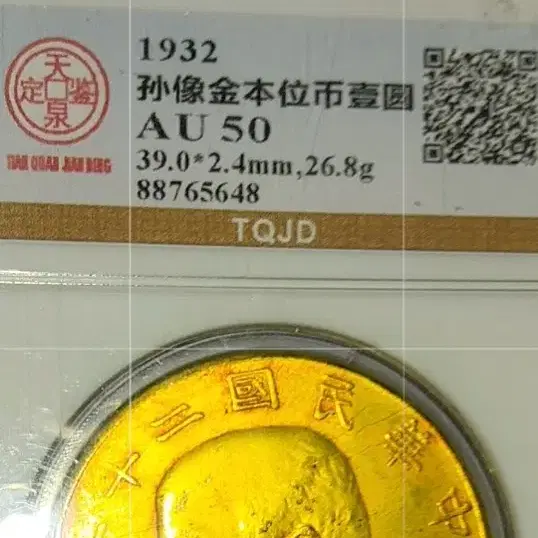 天泉鉴定
TIAN QUAN JIAN DING
1932
孙像金本位币壹圆
AU 50
39.0*2.4mm,26.8g
88765648
TQJD
中華民國二十